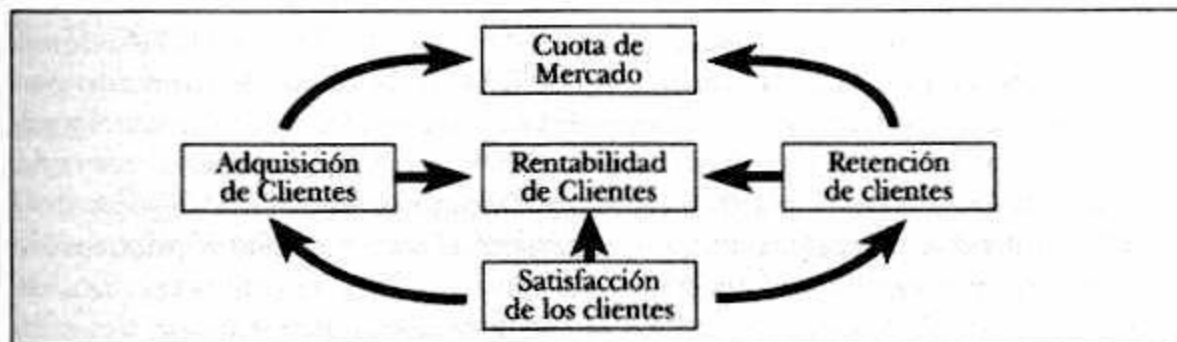 Cuota de
Mercado
Adquisición
de Clientes
Rentabilidad
de Clientes
Retención
de clientes
Satisfacción
de los clientes